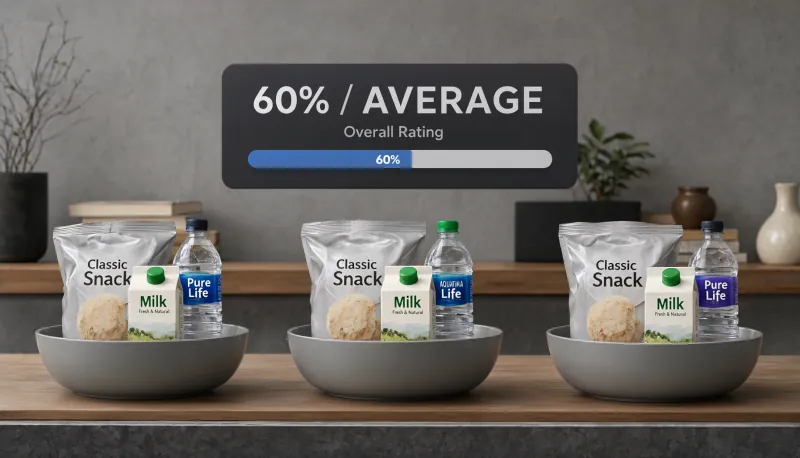 60% / AVERAGE
Overall Rating
60%
Classic
Snack
Milk
Fresh & Natural
Pure
Life
Classic
Snack
Milk
Fresh & Natural
AQUAFINA
Life
Classic
Snack
Milk
Fresh & Natural
Pure
Life